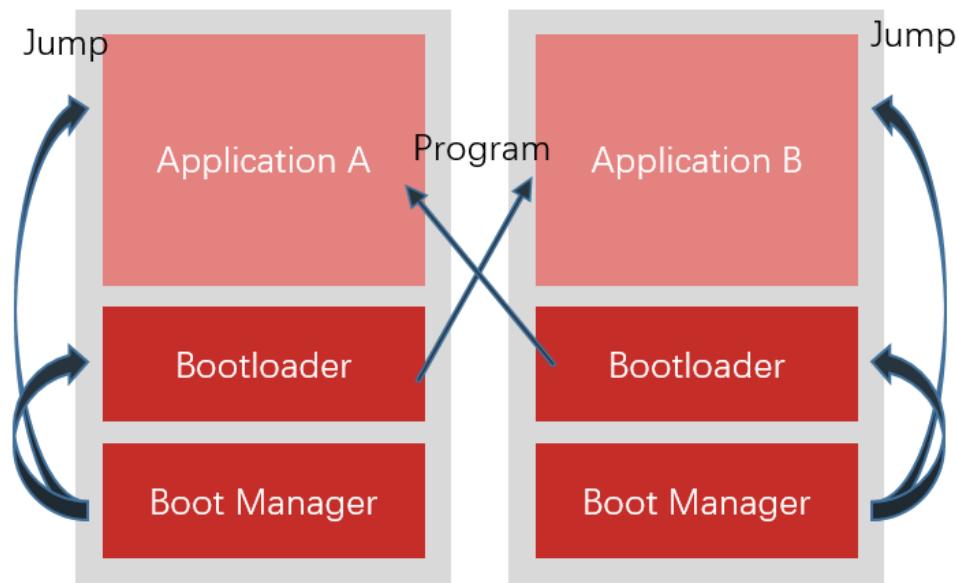 Jump
Jump
Application A
Program
Application B
Bootloader
Bootloader
Boot Manager
Boot Manager